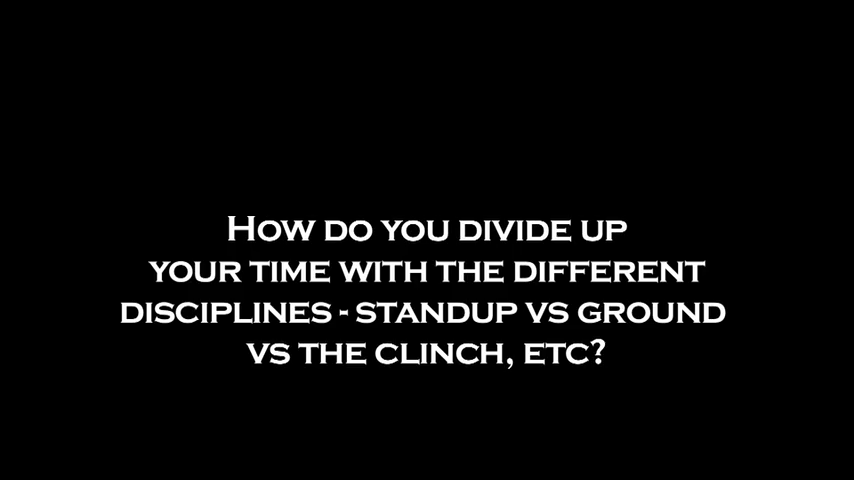 How do you divide up
your time with the different
disciplines - standup vs ground
vs the clinch, etc?